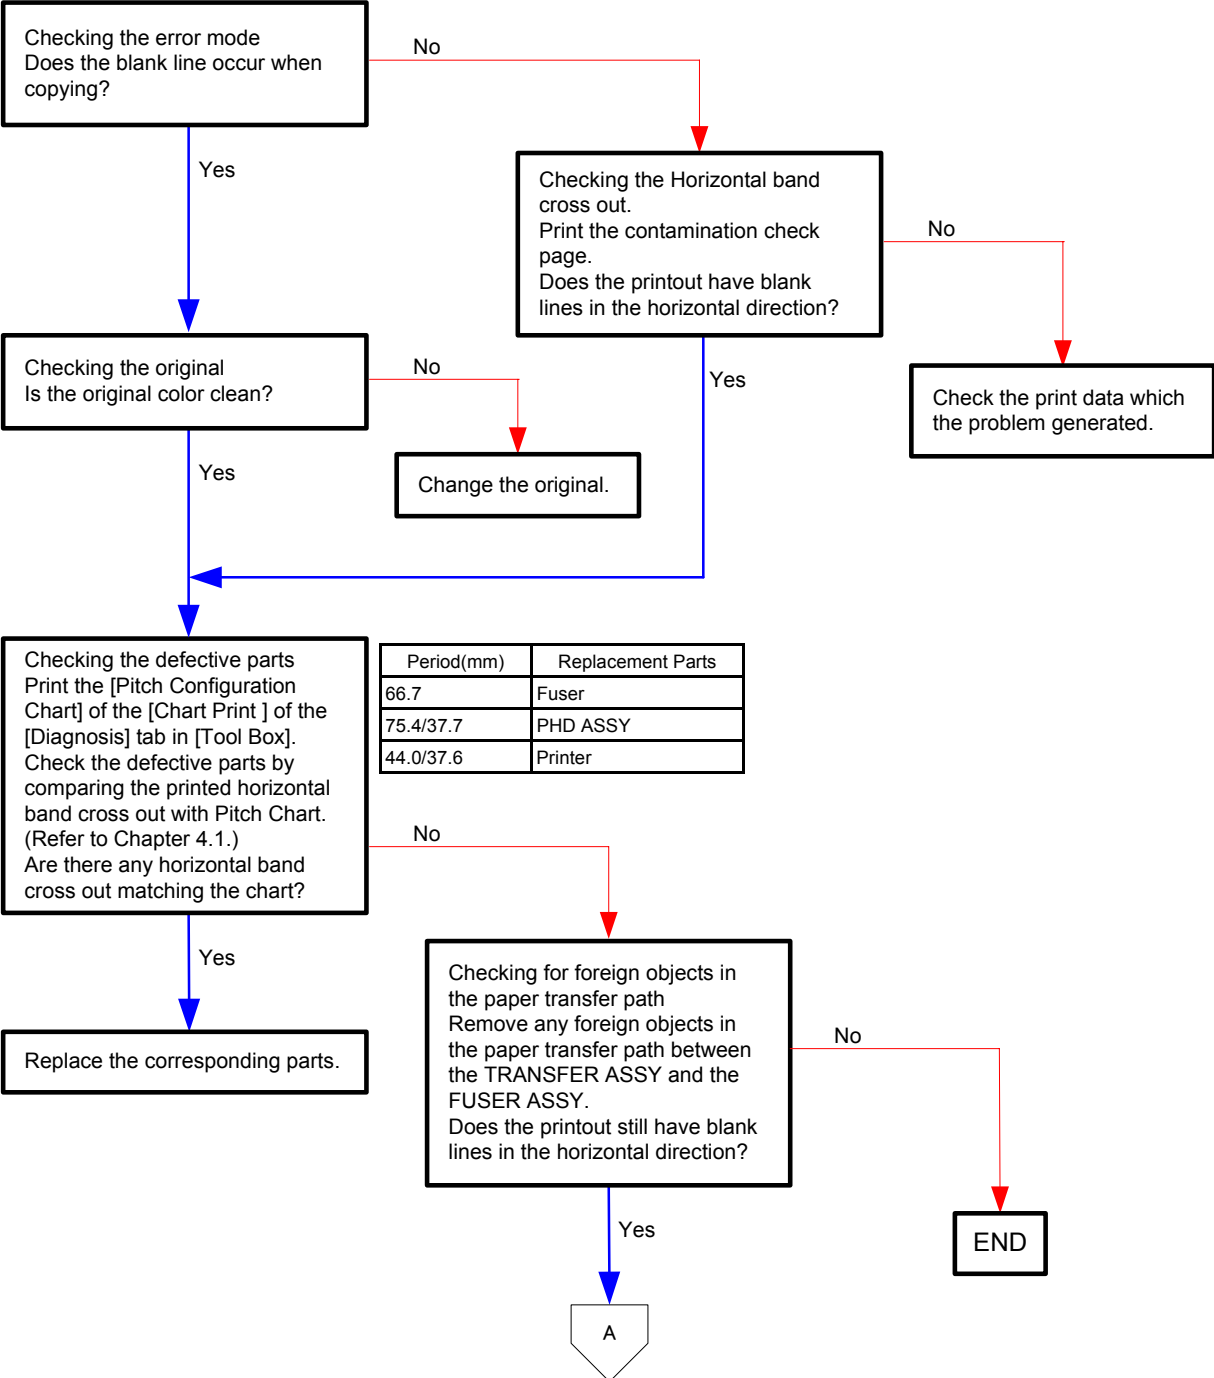 Checking the error mode
Does the blank line occur when
copying?
No
Yes
Checking the Horizontal band
cross out.
Print the contamination check
page.
Does the printout have blank
lines in the horizontal direction?
No
Yes
Check the print data which
the problem generated.
Checking the original
Is the original color clean?
No
Yes
Change the original.
Checking the defective parts
Print the [Pitch Configuration
Chart] of the [Chart Print ] of the
[Diagnosis] tab in [Tool Box].
Check the defective parts by
comparing the printed horizontal
band cross out with Pitch Chart.
(Refer to Chapter 4.1.)
Are there any horizontal band
cross out matching the chart?
Period(mm) Replacement Parts
66.7 Fuser
75.4/37.7 PHD ASSY
44.0/37.6 Printer
No
Yes
Replace the corresponding parts.
Checking for foreign objects in
the paper transfer path
Remove any foreign objects in
the paper transfer path between
the TRANSFER ASSY and the
FUSER ASSY.
Does the printout still have blank
lines in the horizontal direction?
No
Yes
END
A